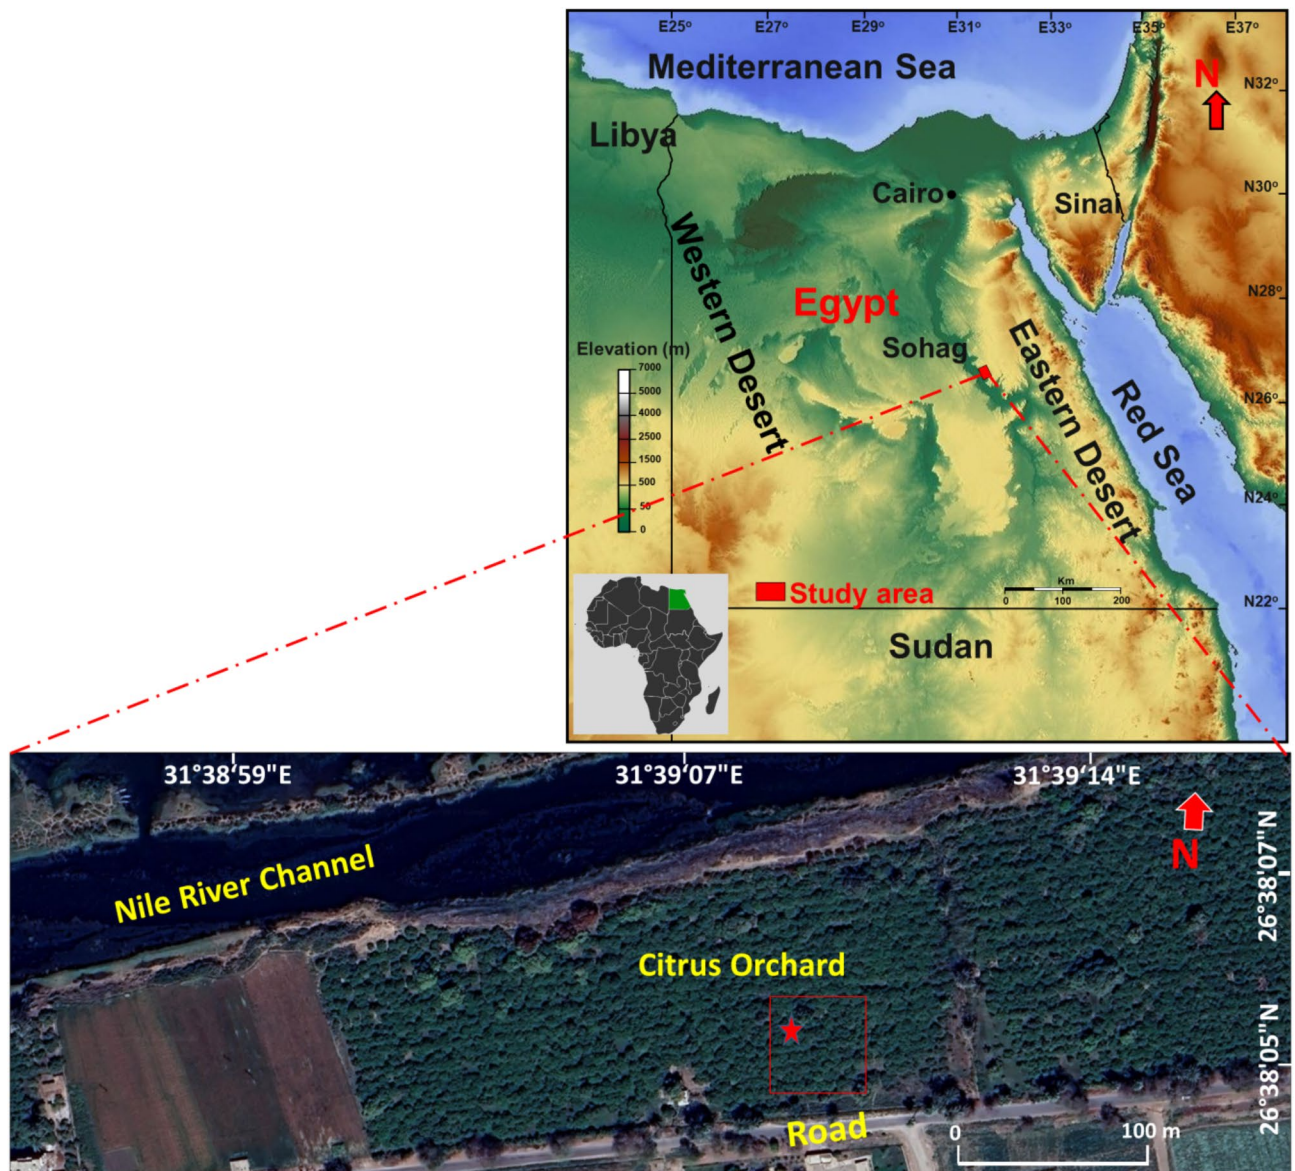 E25° E27° E29° E31° E33° E35° E37°
Mediterranean Sea
N
N32°
Libya
Cairo
Sinai
N30°
Western Desert
Egypt
N28°
Sohag
Eastern Desert
Elevation (m)
7000
5000
4000
2500
1500
500
50
0
Red Sea
N26°
N24°
Study area
Km
0 100 200
N22°
Sudan
31°38'59"E 31°39'07"E 31°39'14"E
N
Nile River Channel
26°38'07"N
Citrus Orchard
26°38'05"N
Road
0 100 m